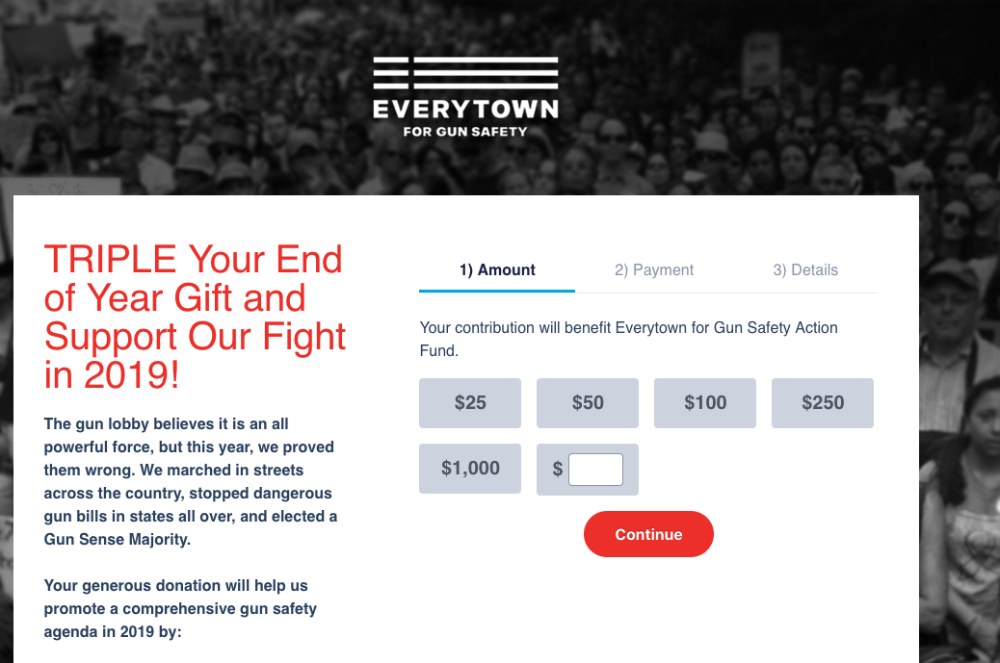 EVERYTOWN
FOR GUN SAFETY
TRIPLE Your End
of Year Gift and
Support Our Fight
in 2019!
The gun lobby believes it is an all
powerful force, but this year, we proved
them wrong. We marched in streets
across the country, stopped dangerous
gun bills in states all over, and elected a
Gun Sense Majority.
Your generous donation will help us
promote a comprehensive gun safety
agenda in 2019 by:
1) Amount
2) Payment
3) Details
Your contribution will benefit Everytown for Gun Safety Action
Fund.
$25
$50
$100
$250
$1,000
$
Continue